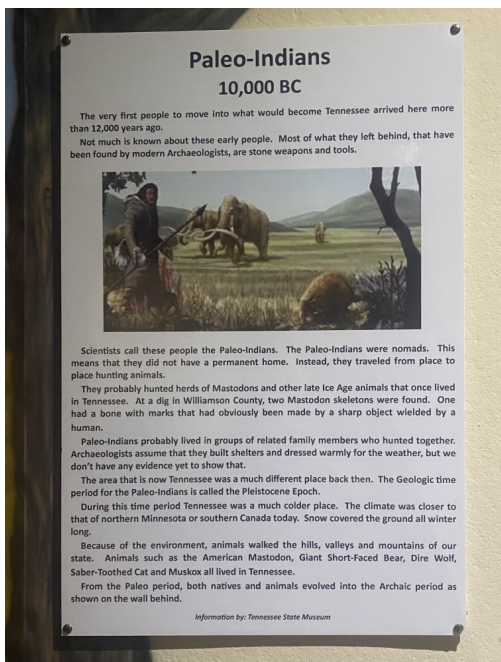 Paleo-Indians
10,000 BC
The very first people to move into what would become Tennessee arrived here more
than 12,000 years ago.
Not much is known about these early people. Most of what they left behind, that have
been found by modern Archaeologists, are stone weapons and tools.
Scientists call these people the Paleo-Indians. The Paleo-Indians were nomads. This
means that they did not have a permanent home. Instead, they traveled from place to
place hunting animals.
They probably hunted herds of Mastodons and other late Ice Age animals that once lived
in Tennessee. At a dig in Williamson County, two Mastodon skeletons were found. One
had a bone with marks that had obviously been made by a sharp object wielded by a
human.
Paleo-Indians probably lived in groups of related family members who hunted together.
Archaeologists assume that they built shelters and dressed warmly for the weather, but we
don't have any evidence yet to show that.
The area that is now Tennessee was a much different place back then. The Geologic time
period for the Paleo-Indians is called the Pleistocene Epoch.
During this time period Tennessee was a much colder place. The climate was closer to
that of northern Minnesota or southern Canada today. Snow covered the ground all winter
long.
Because of the environment, animals walked the hills, valleys and mountains of our
state. Animals such as the American Mastodon, Giant Short-Faced Bear, Dire Wolf,
Saber-Toothed Cat and Muskox all lived in Tennessee.
From the Paleo period, both natives and animals evolved into the Archaic period as
shown on the wall behind.
Information by: Tennessee State Museum